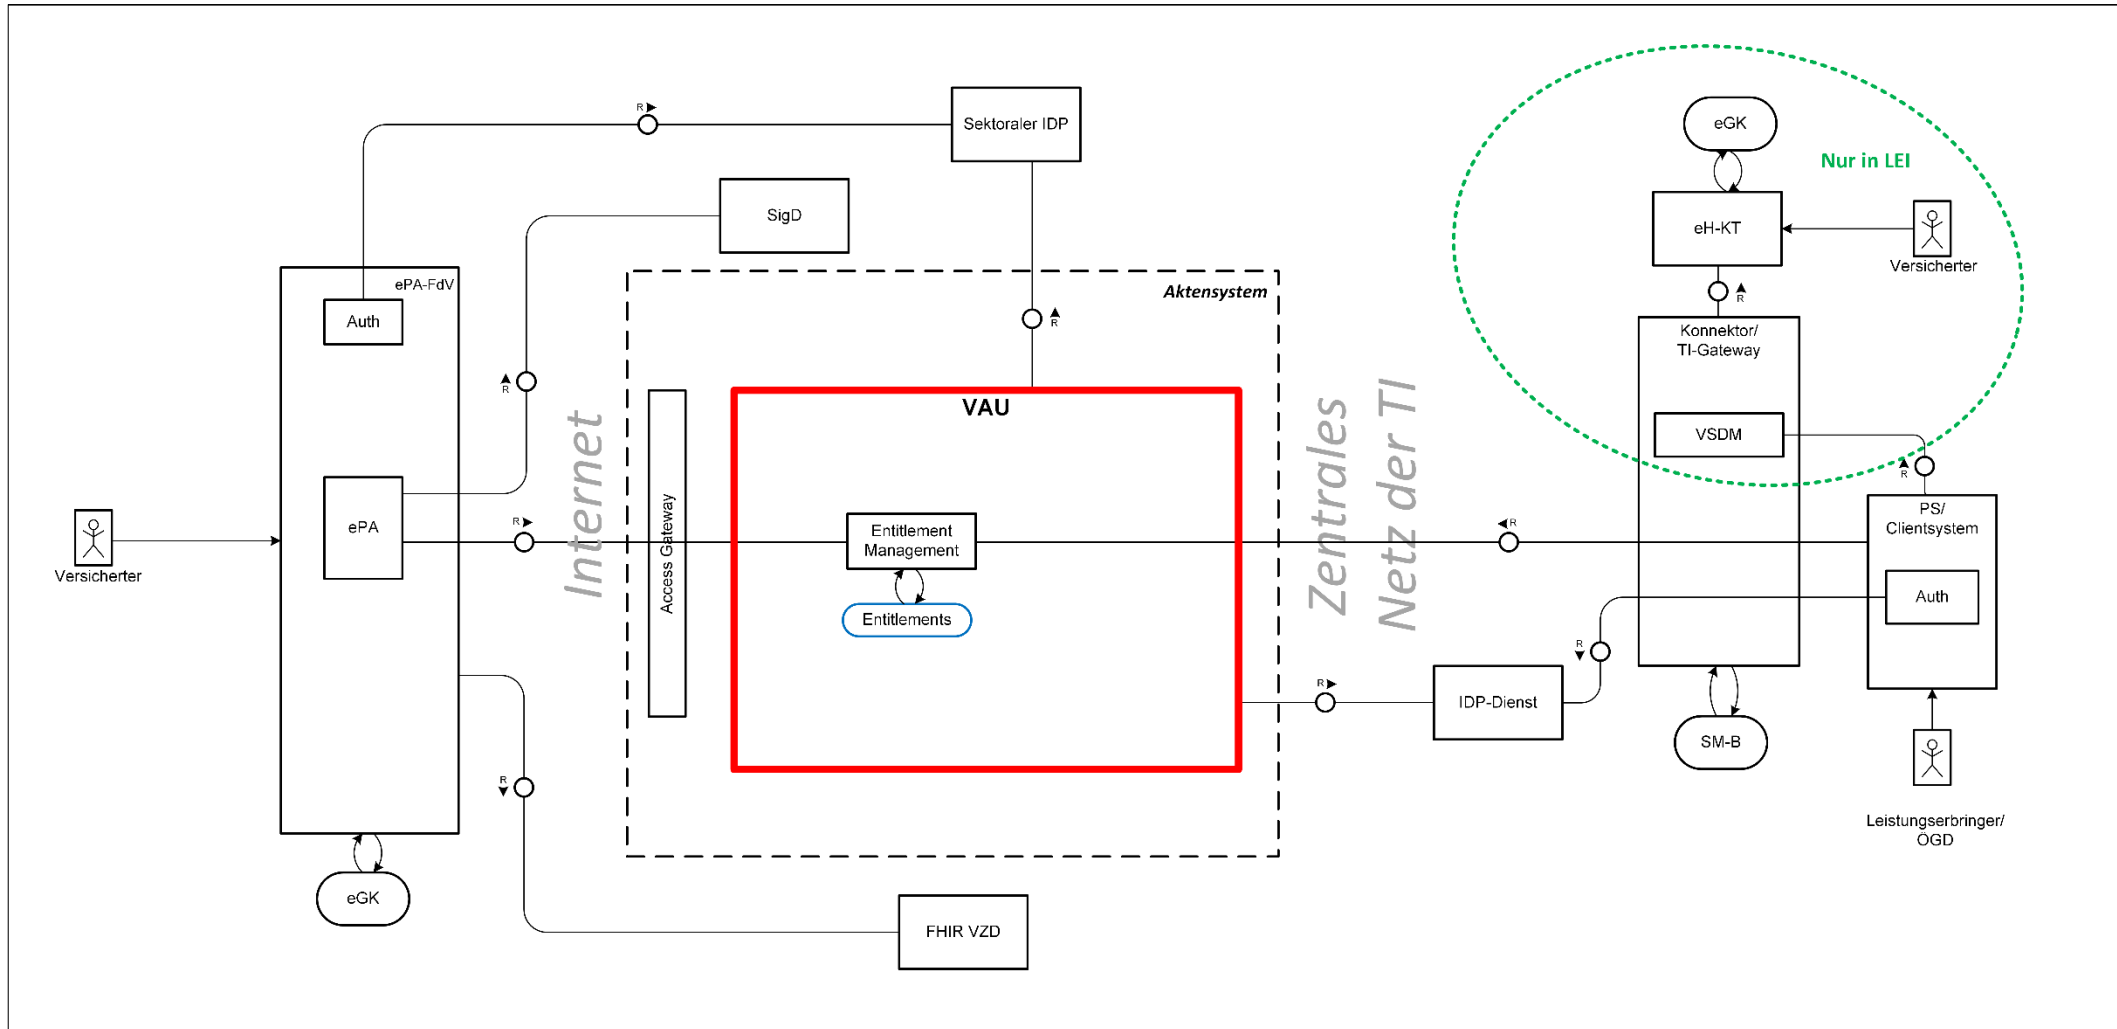 R
Sektoraler IDP
eGK
Nur in LEI
SigD
eH-KT
Versicherter
ePA-FdV
Auth
Aktensystem
R
R
Konnektor/
TI-Gateway
R
VAU
Internet
Zentrales
Netz der TI
VSDM
R
Access Gateway
ePA
R
Entitlement
Management
R
PS/
Clientsystem
Versicherter
Entitlements
Auth
R
R
IDP-Dienst
SM-B
R
Leistungserbringer/
ÖGD
eGK
FHIR VZD